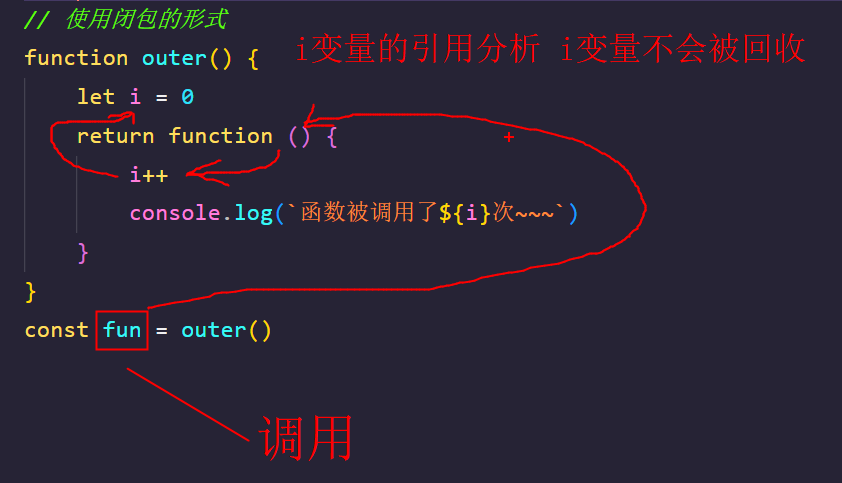 // 使用闭包的形式
i变量的引用分析 i变量不会被回收
function outer() {
let i = 0
return function () {
i++
console.log(`函数被调用了${i}次~~~`)
}
}
const fun = outer()
调用